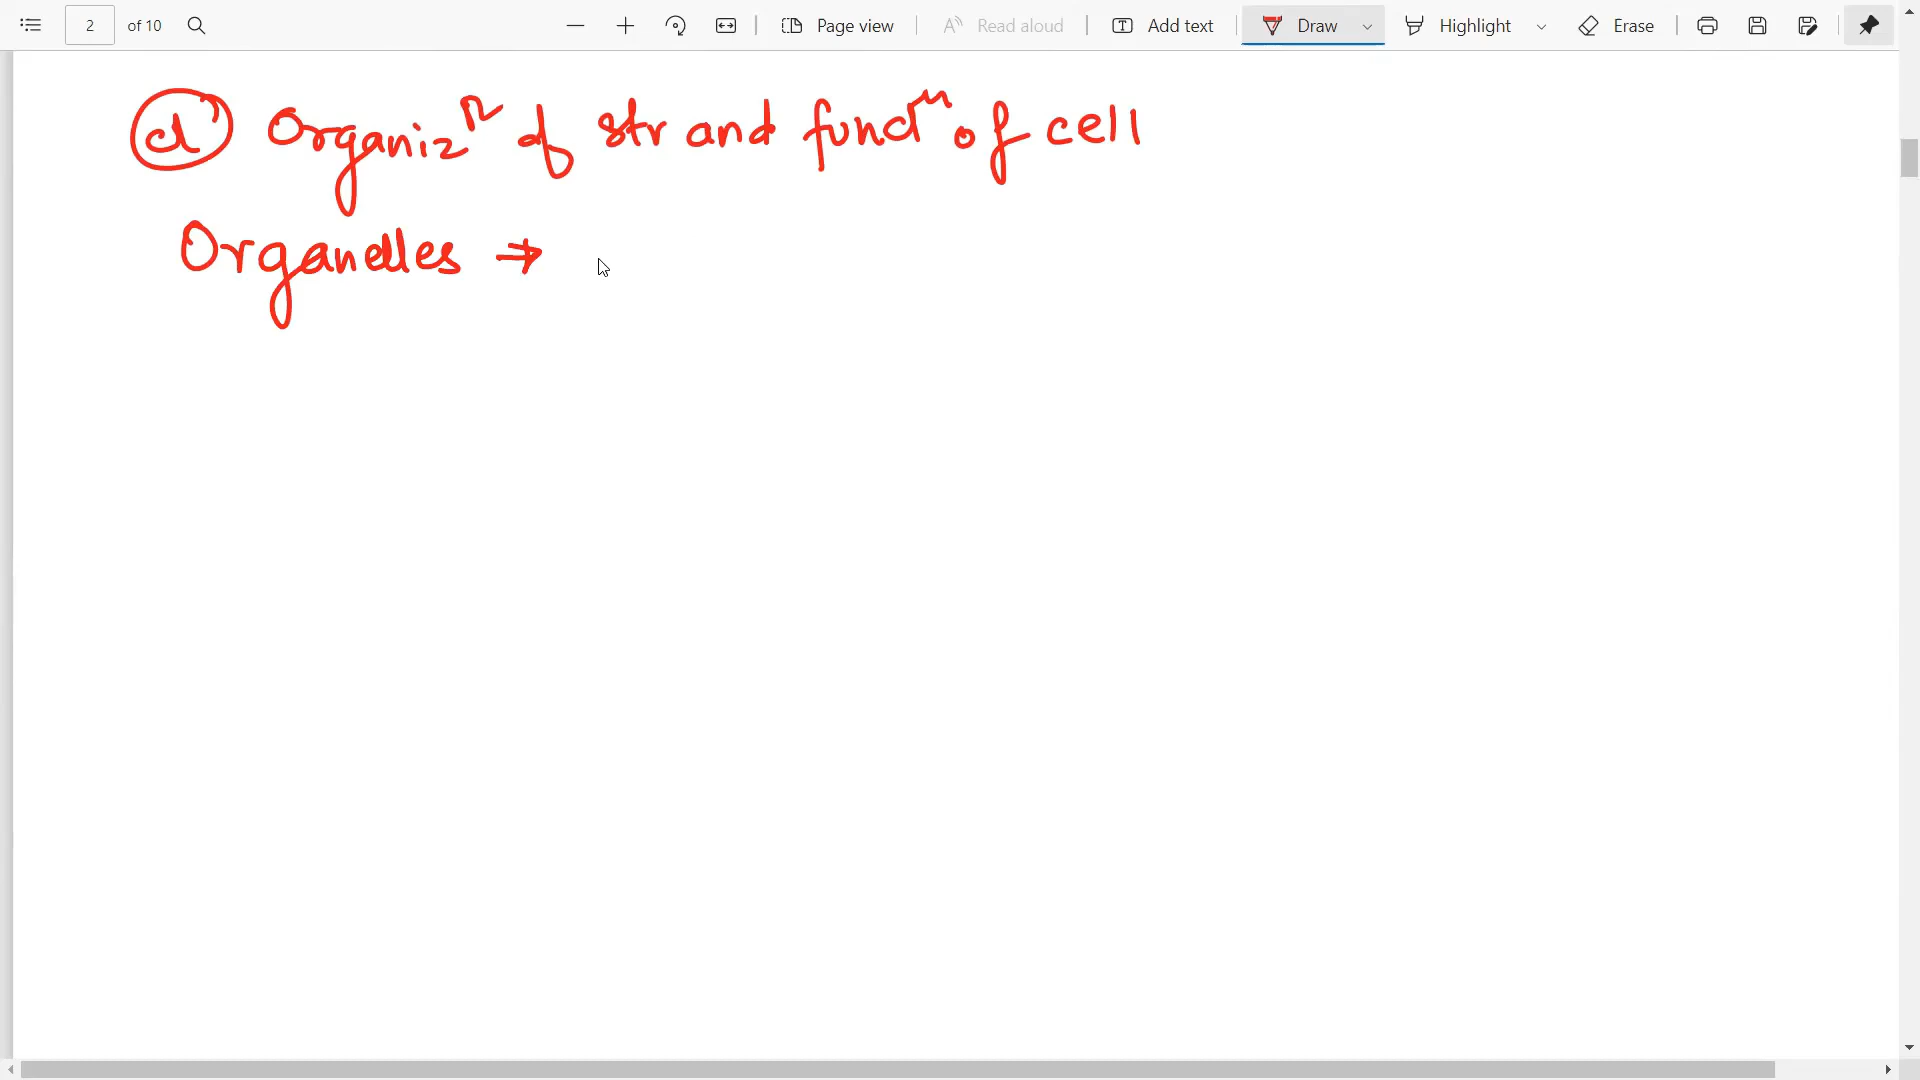 2 of 10 Page view Read aloud Add text Draw Highlight Erase
d) Organizⁿ of str and functⁿ of cell
Organelles →